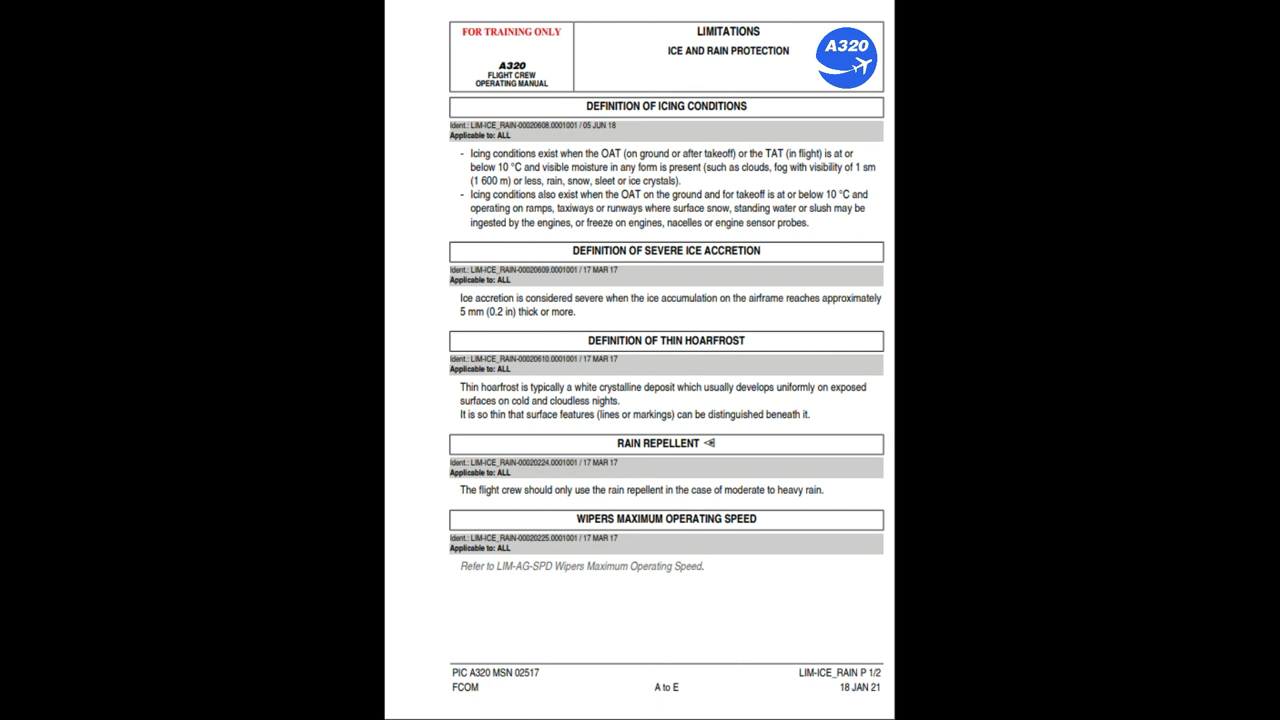 FOR TRAINING ONLY
A320
FLIGHT CREW
OPERATING MANUAL
LIMITATIONS
ICE AND RAIN PROTECTION
A320
DEFINITION OF ICING CONDITIONS
Ident.: LIM-ICE_RAIN-00020608.0001001 / 05 JUN 18
Applicable to: ALL
- Icing conditions exist when the OAT (on ground or after takeoff) or the TAT (in flight) is at or
below 10 °C and visible moisture in any form is present (such as clouds, fog with visibility of 1 sm
(1 600 m) or less, rain, snow, sleet or ice crystals).
- Icing conditions also exist when the OAT on the ground and for takeoff is at or below 10 °C and
operating on ramps, taxiways or runways where surface snow, standing water or slush may be
ingested by the engines, or freeze on engines, nacelles or engine sensor probes.
DEFINITION OF SEVERE ICE ACCRETION
Ident.: LIM-ICE_RAIN-00020609.0001001 / 17 MAR 17
Applicable to: ALL
Ice accretion is considered severe when the ice accumulation on the airframe reaches approximately
5 mm (0.2 in) thick or more.
DEFINITION OF THIN HOARFROST
Ident.: LIM-ICE_RAIN-00020610.0001001 / 17 MAR 17
Applicable to: ALL
Thin hoarfrost is typically a white crystalline deposit which usually develops uniformly on exposed
surfaces on cold and cloudless nights.
It is so thin that surface features (lines or markings) can be distinguished beneath it.
RAIN REPELLENT
Ident.: LIM-ICE_RAIN-00020224.0001001 / 17 MAR 17
Applicable to: ALL
The flight crew should only use the rain repellent in the case of moderate to heavy rain.
WIPERS MAXIMUM OPERATING SPEED
Ident.: LIM-ICE_RAIN-00020225.0001001 / 17 MAR 17
Applicable to: ALL
Refer to LIM-AG-SPD Wipers Maximum Operating Speed.
PIC A320 MSN 02517
LIM-ICE_RAIN P 1/2
FCOM
A to E
18 JAN 21